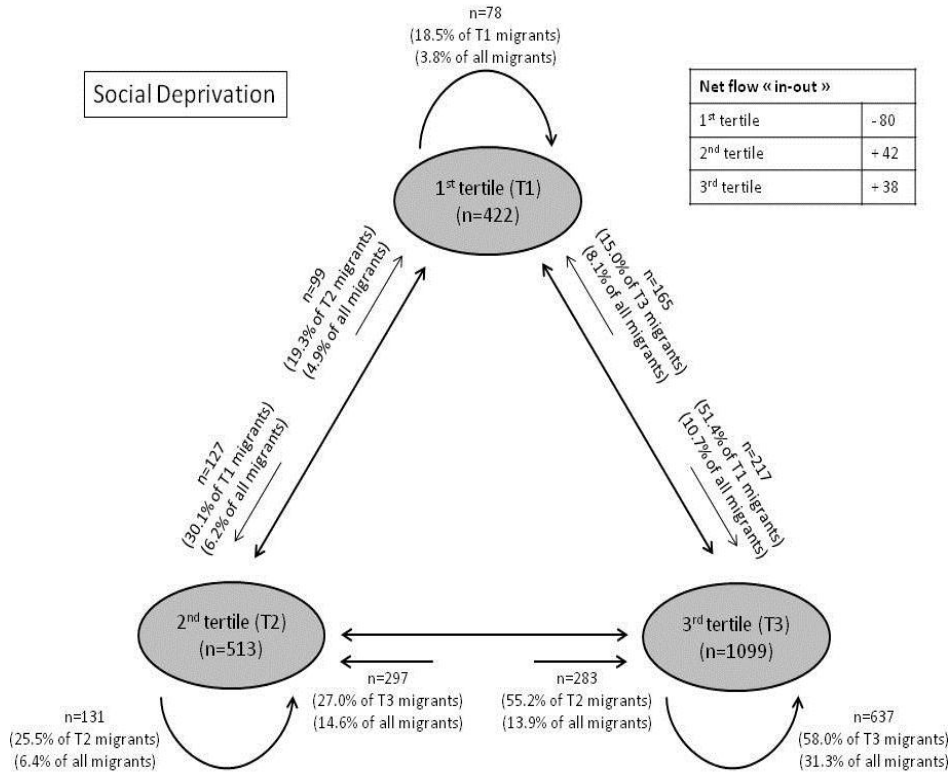 n=78
(18.5% of T1 migrants)
(3.8% of all migrants)
Social Deprivation
Net flow « in-out »
1st tertile - 80
2nd tertile + 42
3rd tertile + 38
1st tertile (T1)
(n=422)
n=99
(19.3% of T2 migrants)
(4.9% of all migrants)
n=165
(15.0% of T3 migrants)
(8.1% of all migrants)
n=127
(30.1% of T1 migrants)
(6.2% of all migrants)
n=217
(51.4% of T1 migrants)
(10.7% of all migrants)
2nd tertile (T2)
(n=513)
3rd tertile (T3)
(n=1099)
n=297
(27.0% of T3 migrants)
(14.6% of all migrants)
n=283
(55.2% of T2 migrants)
(13.9% of all migrants)
n=131
(25.5% of T2 migrants)
(6.4% of all migrants)
n=637
(58.0% of T3 migrants)
(31.3% of all migrants)